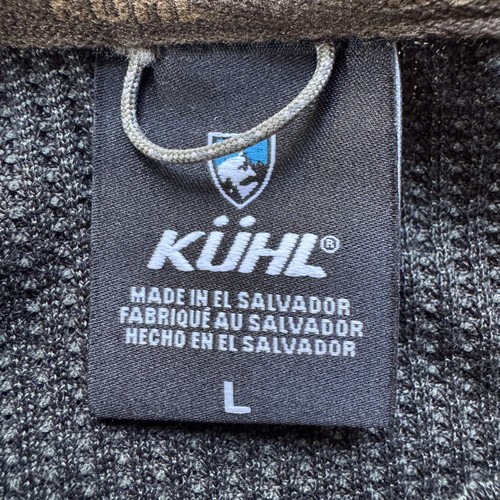 KÜHL®
MADE IN EL SALVADOR
FABRIQUÉ AU SALVADOR
HECHO EN EL SALVADOR
L